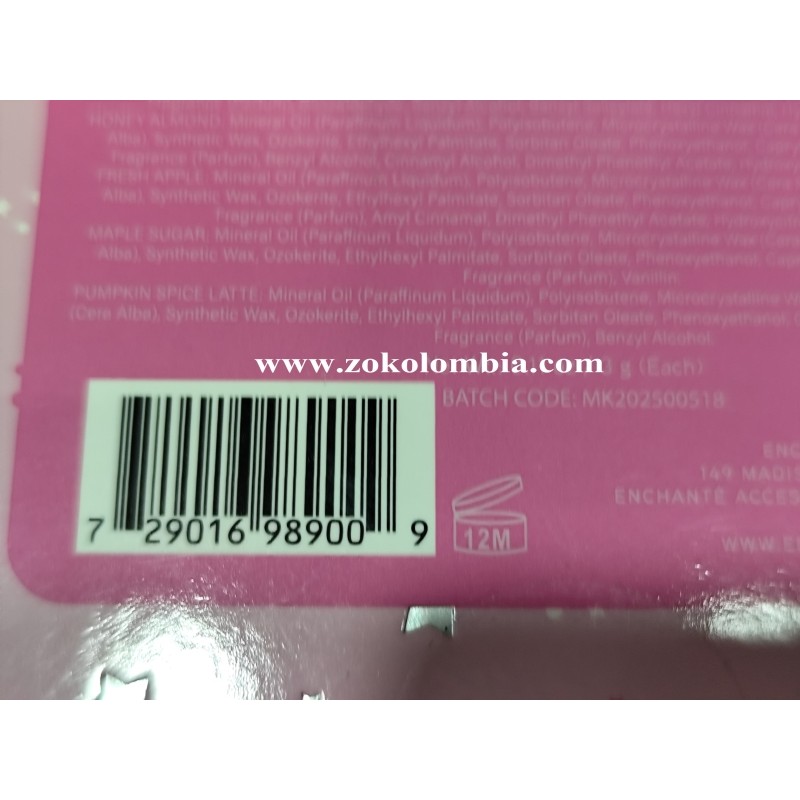 HONEY ALMOND: Mineral Oil (Paraffinum Liquidum), Polyisobutene, Microcrystalline Wax (Cera
Alba), Synthetic Wax, Ozokerite, Ethylhexyl Palmitate, Sorbitan Oleate, Phenoxyethanol,
Fragrance (Parfum), Benzyl Alcohol, Cinnamyl Alcohol, Dimethyl Phenethyl Acetate,
FRESH APPLE: Mineral Oil (Paraffinum Liquidum), Polyisobutene, Microcrystalline Wax (Cera
Alba), Synthetic Wax, Ozokerite, Ethylhexyl Palmitate, Sorbitan Oleate, Phenoxyethanol,
Fragrance (Parfum), Amyl Cinnamal, Dimethyl Phenethyl Acetate,
MAPLE SUGAR: Mineral Oil (Paraffinum Liquidum), Polyisobutene, Microcrystalline Wax (Cera
Alba), Synthetic Wax, Ozokerite, Ethylhexyl Palmitate, Sorbitan Oleate, Phenoxyethanol,
Fragrance (Parfum), Vanillin.
PUMPKIN SPICE LATTE: Mineral Oil (Paraffinum Liquidum), Polyisobutene, Microcrystalline
(Cera Alba), Synthetic Wax, Ozokerite, Ethylhexyl Palmitate, Sorbitan Oleate, Phenoxyethanol,
Fragrance (Parfum), Benzyl Alcohol.
www.zokolombia.com
g (Each)
BATCH CODE: MK202500518
149
ENCHANTÉ
7 29016 98900 9
12M